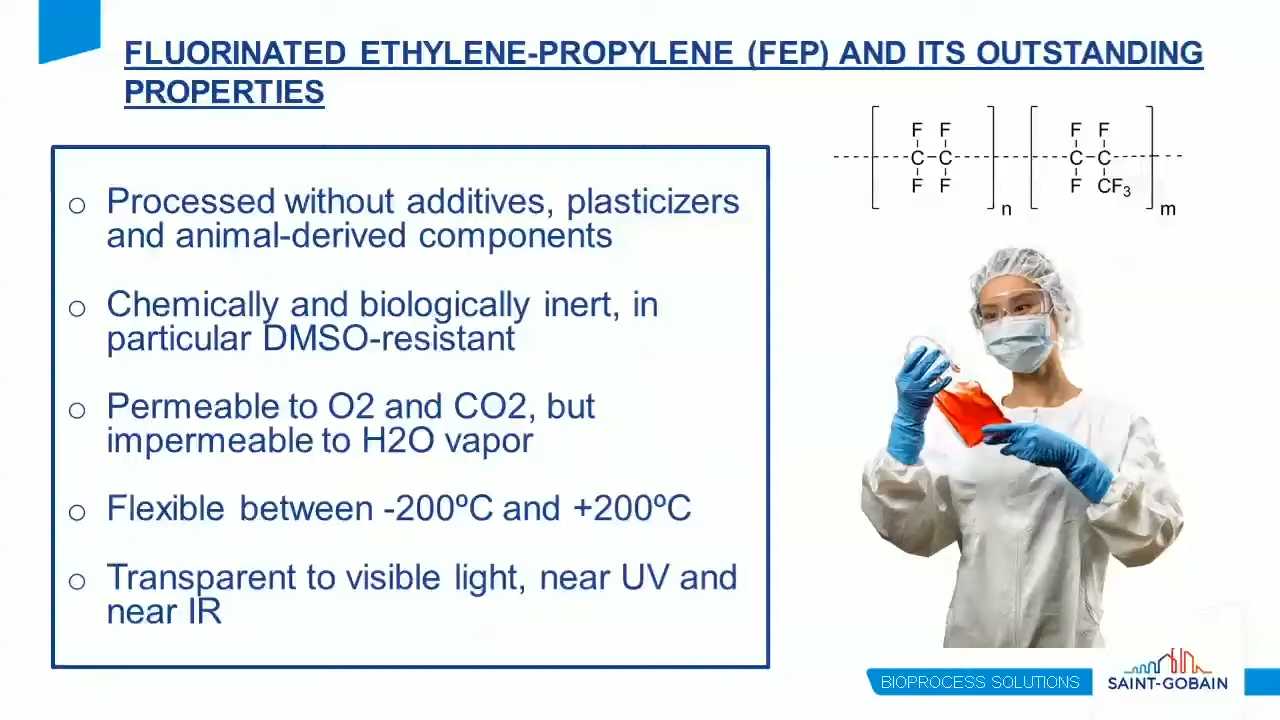 FLUORINATED ETHYLENE-PROPYLENE (FEP) AND ITS OUTSTANDING
PROPERTIES
F F
C-C
F F
n
F F
C-C
F CF3
m
o Processed without additives, plasticizers
and animal-derived components
o Chemically and biologically inert, in
particular DMSO-resistant
o Permeable to O2 and CO2, but
impermeable to H2O vapor
o Flexible between -200ºC and +200ºC
o Transparent to visible light, near UV and
near IR
BIOPROCESS SOLUTIONS
SAINT-GOBAIN